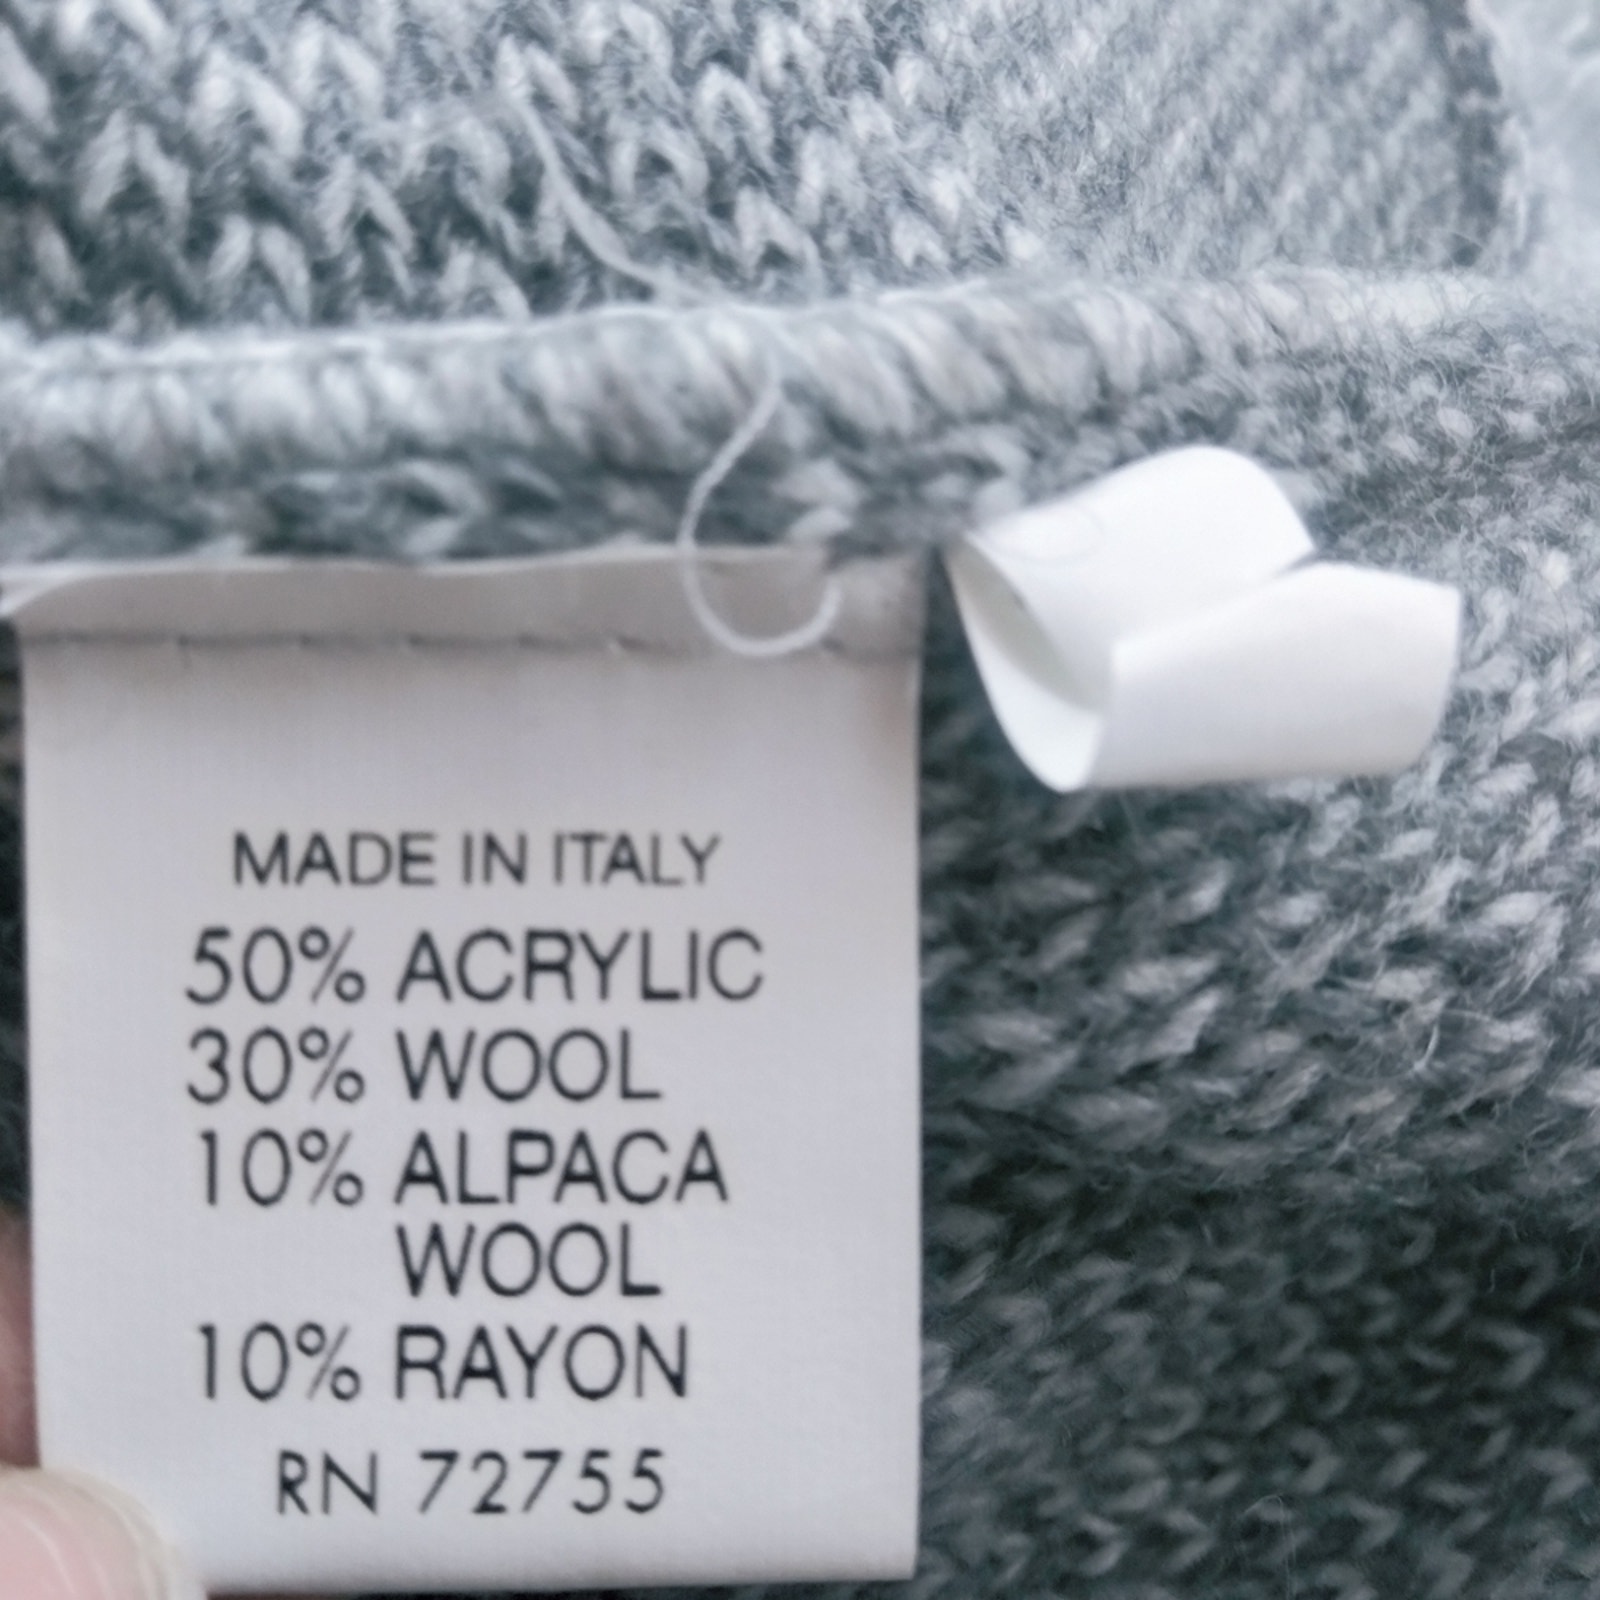 MADE IN ITALY
50% ACRYLIC
30% WOOL
10% ALPACA
WOOL
10% RAYON
RN 72755